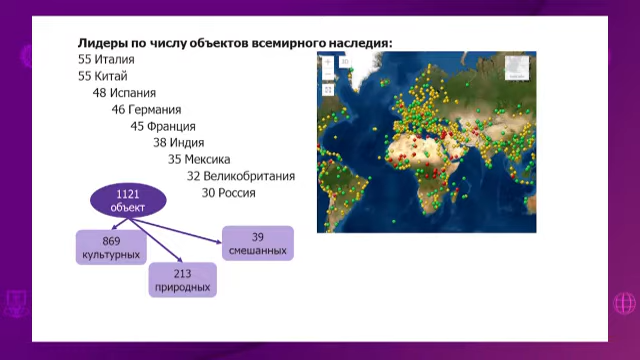 Лидеры по числу объектов всемирного наследия:
55 Италия
55 Китай
48 Испания
46 Германия
45 Франция
38 Индия
35 Мексика
32 Великобритания
30 Россия
1121
объект
869
культурных
213
природных
39
смешанных